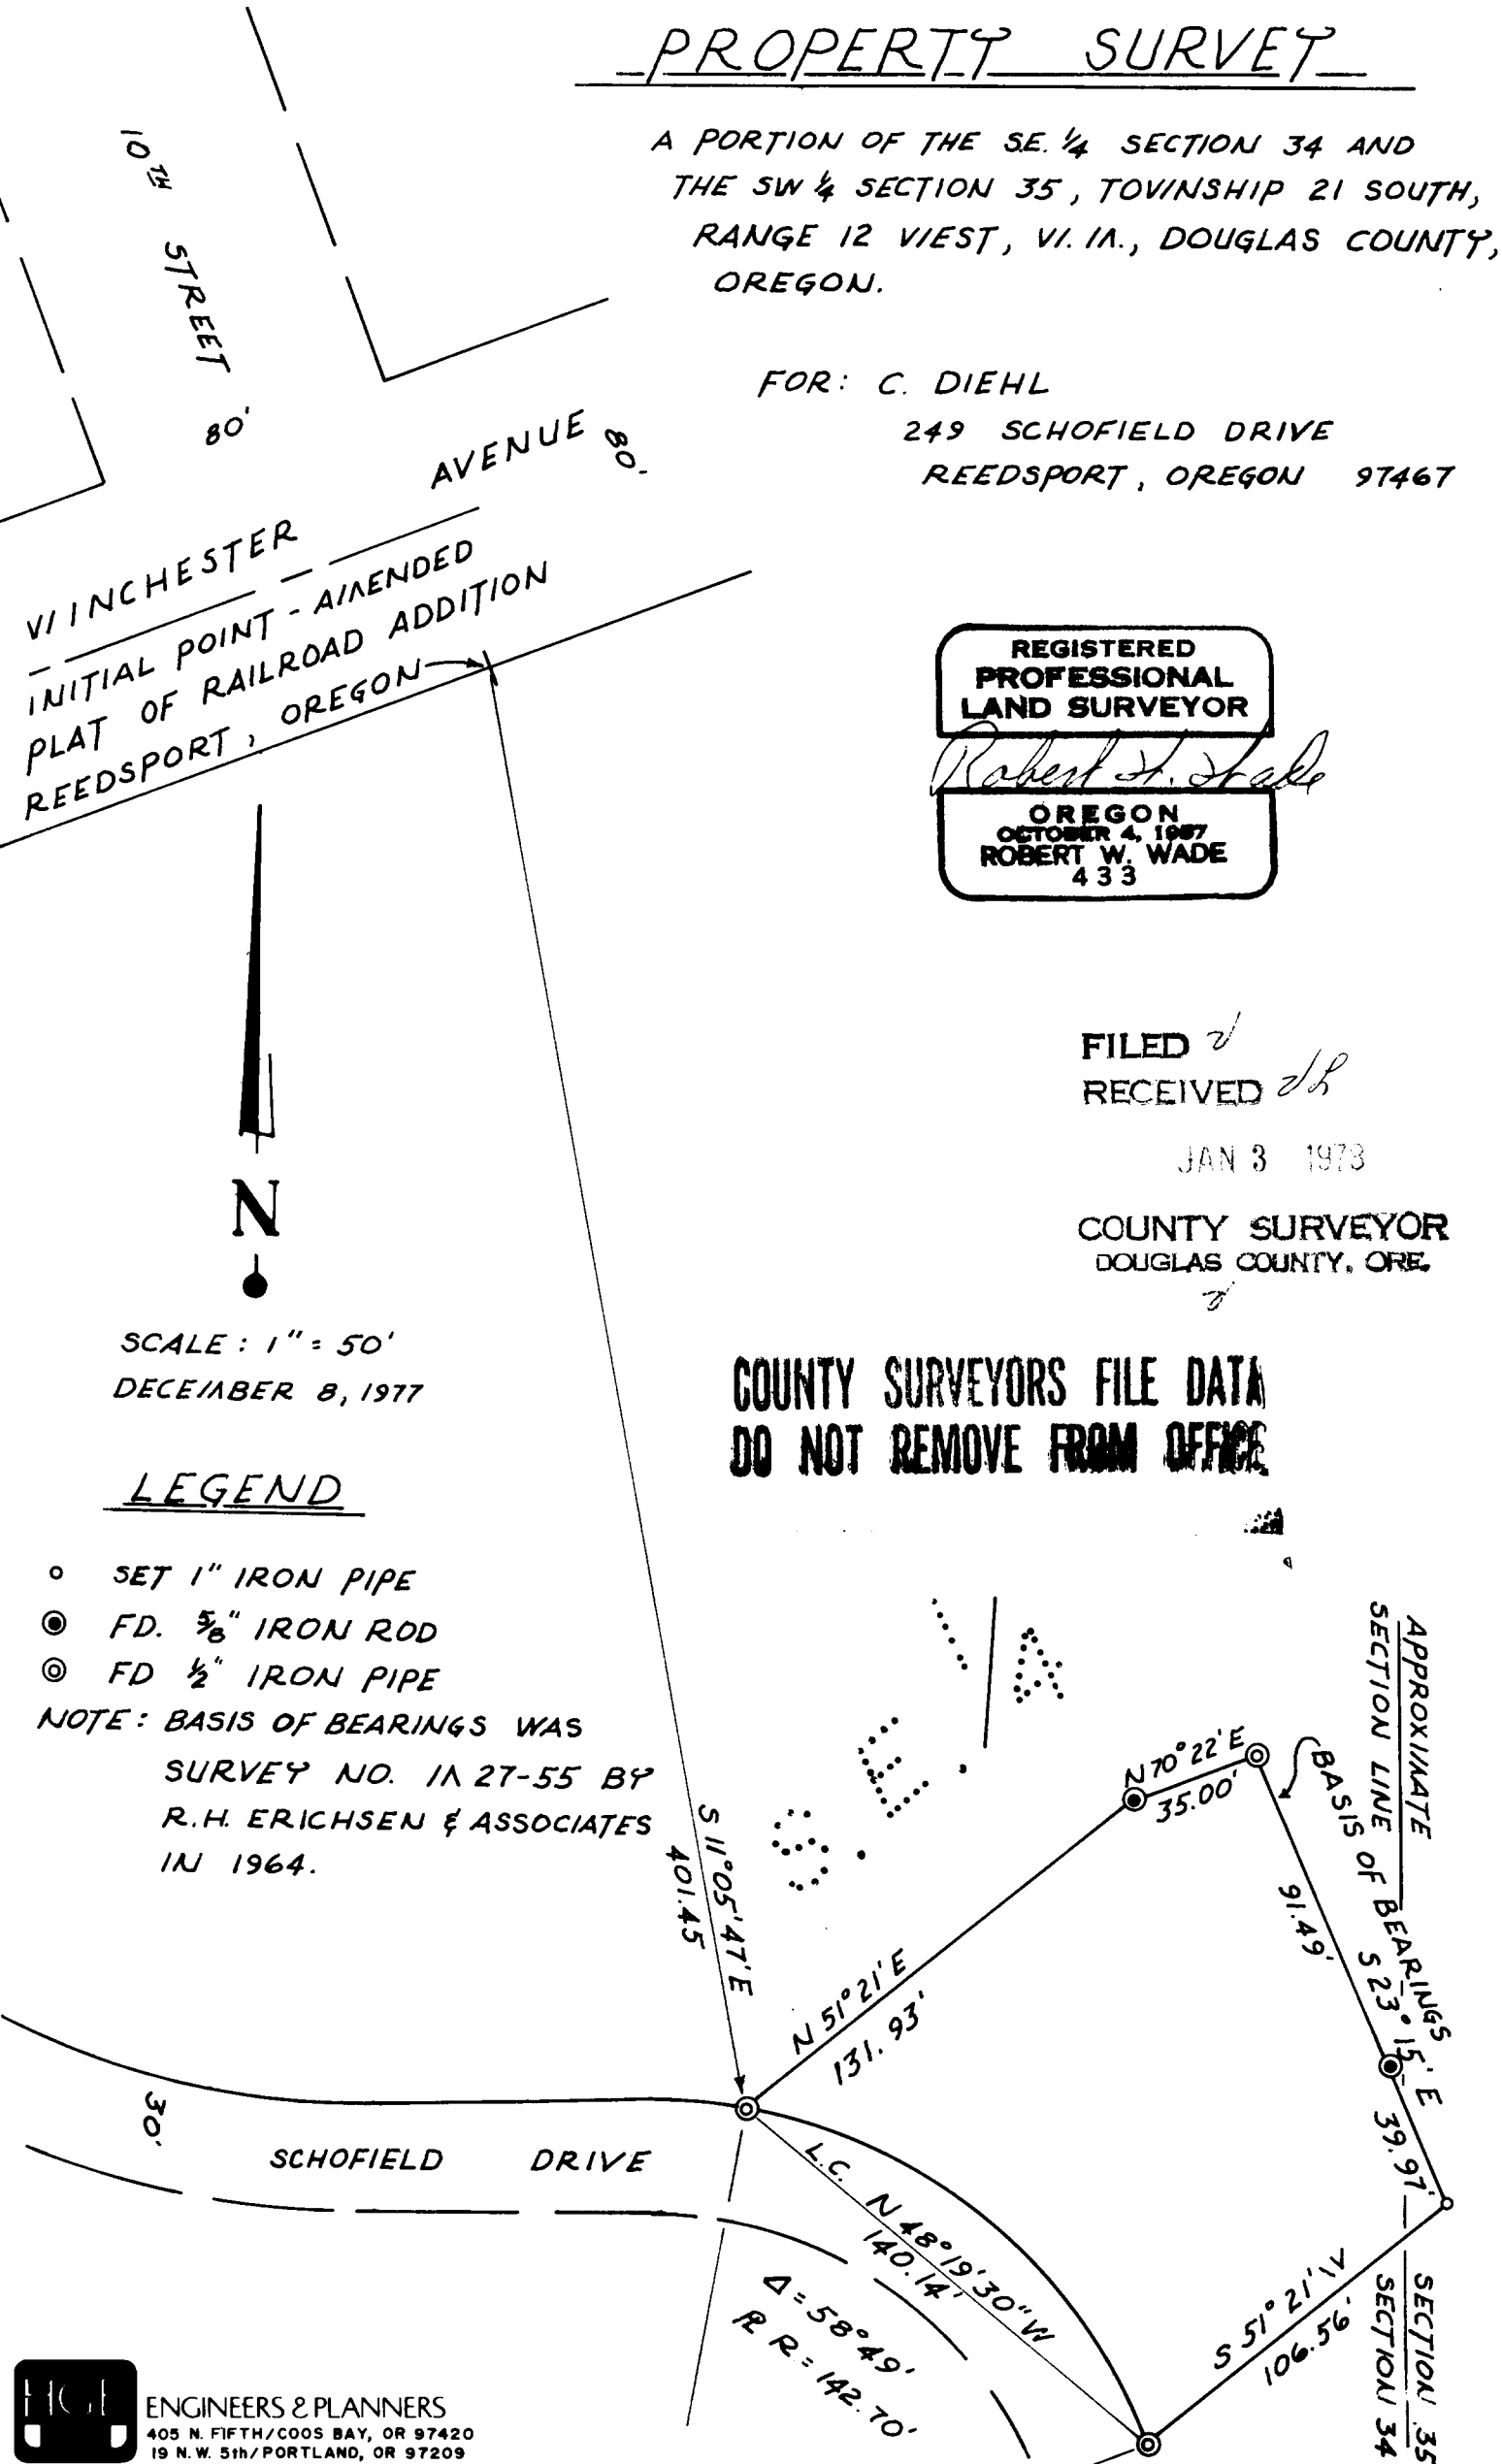 PROPERTY SURVEY
A PORTION OF THE S.E. 1/4 SECTION 34 AND
THE SW 1/4 SECTION 35, TOWNSHIP 21 SOUTH,
RANGE 12 WEST, W.M., DOUGLAS COUNTY,
OREGON.
FOR: C. DIEHL
249 SCHOFIELD DRIVE
REEDSPORT, OREGON 97467
10TH STREET
80'
WINCHESTER AVENUE 80'
INITIAL POINT - AMENDED
PLAT OF RAILROAD ADDITION
REEDSPORT, OREGON
REGISTERED
PROFESSIONAL
LAND SURVEYOR
OREGON
OCTOBER 4, 1967
ROBERT W. WADE
433
FILED
RECEIVED
JAN 3 1978
COUNTY SURVEYOR
DOUGLAS COUNTY, ORE.
N
SCALE: 1" = 50'
DECEMBER 8, 1977
COUNTY SURVEYORS FILE DATA
DO NOT REMOVE FROM OFFICE
LEGEND
SET 1" IRON PIPE
FD. 5/8" IRON ROD
FD 1/2" IRON PIPE
NOTE: BASIS OF BEARINGS WAS
SURVEY NO. M 27-55 BY
R.H. ERICHSEN & ASSOCIATES
IN 1964.
S.E. 1/4
APPROXIMATE
SECTION LINE
N 70°22'E
35.00'
BASIS OF BEARINGS
91.49'
S 23°15'E
39.97'
S 11°05'47"E
401.45
N 51°21'E
131.93'
30'
SCHOFIELD DRIVE
L.C. N 48°19'30"W
140.14'
Δ = 58°49'
R = 142.70'
S 51°21'W
106.56'
SECTION 35
SECTION 34
HGE
ENGINEERS & PLANNERS
405 N. FIFTH/COOS BAY, OR 97420
19 N.W. 5th/PORTLAND, OR 97209